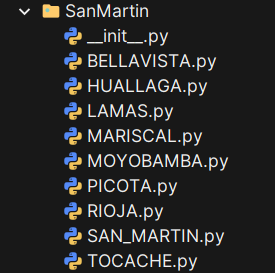 SanMartin
__init__.py
BELLAVISTA.py
HUALLAGA.py
LAMAS.py
MARISCAL.py
MOYOBAMBA.py
PICOTA.py
RIOJA.py
SAN_MARTIN.py
TOCACHE.py